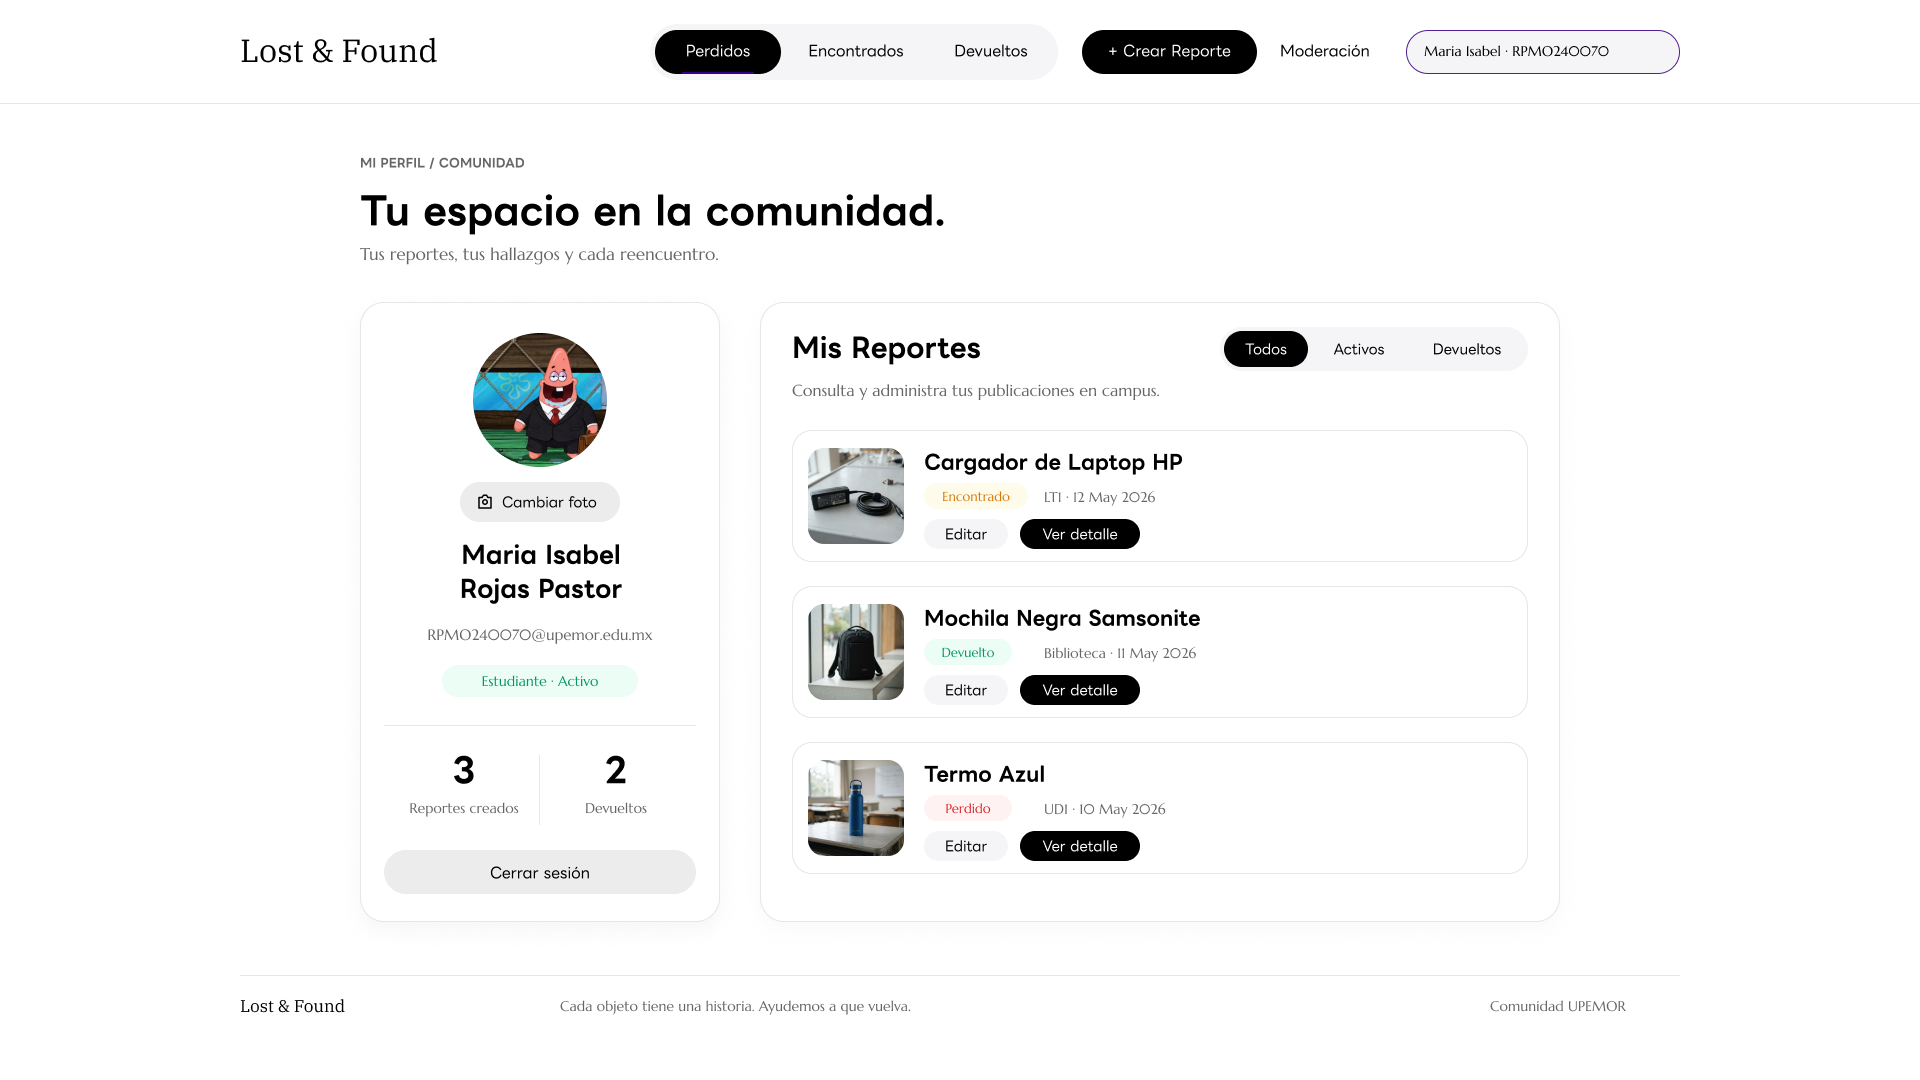 Lost & Found
Perdidos
Encontrados
Devueltos
+ Crear Reporte
Moderación
Maria Isabel · RPMO240070
MI PERFIL / COMUNIDAD
Tu espacio en la comunidad.
Tus reportes, tus hallazgos y cada reencuentro.
Cambiar foto
Maria Isabel
Rojas Pastor
RPMO240070@upemor.edu.mx
Estudiante · Activo
3
Reportes creados
2
Devueltos
Cerrar sesión
Mis Reportes
Todos
Activos
Devueltos
Consulta y administra tus publicaciones en campus.
Cargador de Laptop HP
Encontrado
LT1 · 12 May 2026
Editar
Ver detalle
Mochila Negra Samsonite
Devuelto
Biblioteca · 11 May 2026
Editar
Ver detalle
Termo Azul
Perdido
UD1 · 10 May 2026
Editar
Ver detalle
Lost & Found
Cada objeto tiene una historia. Ayudemos a que vuelva.
Comunidad UPEMOR